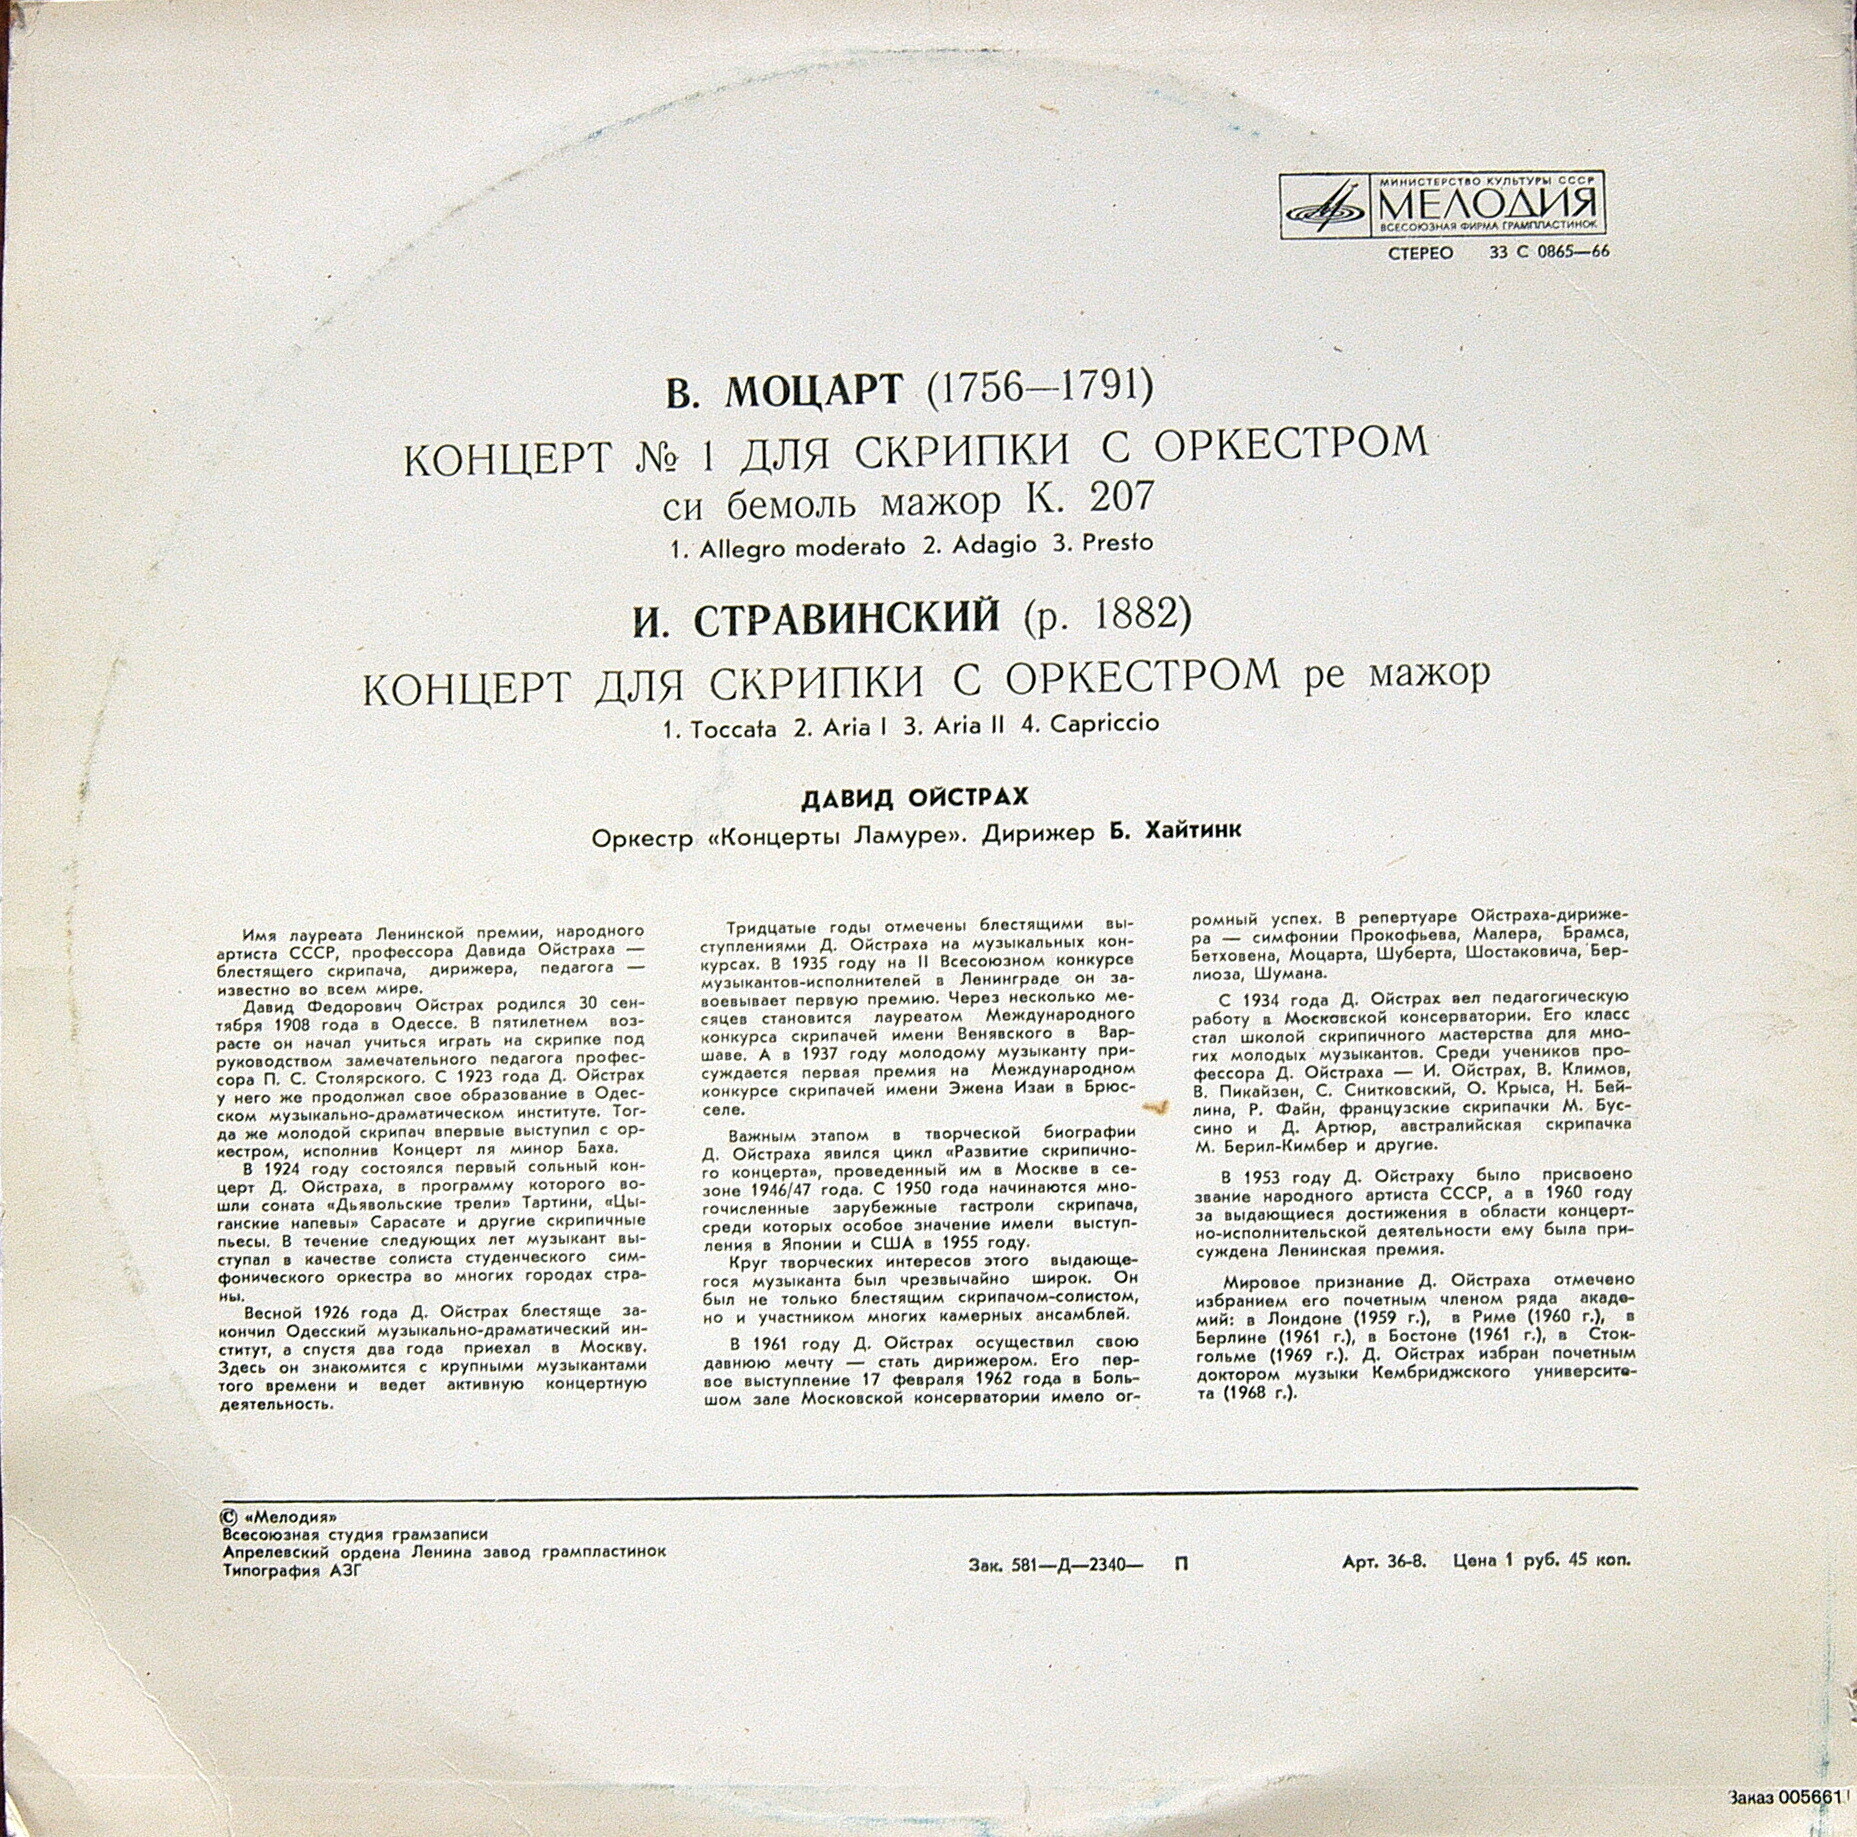 МИНИСТЕРСТВО КУЛЬТУРЫ СССР
МЕЛОДИЯ
ВСЕСОЮЗНАЯ ФИРМА ГРАМПЛАСТИНОК
СТЕРЕО 33 С 0865—66
В. МОЦАРТ (1756—1791)
КОНЦЕРТ № 1 ДЛЯ СКРИПКИ С ОРКЕСТРОМ
си бемоль мажор К. 207
1. Allegro moderato 2. Adagio 3. Presto
И. СТРАВИНСКИЙ (р. 1882)
КОНЦЕРТ ДЛЯ СКРИПКИ С ОРКЕСТРОМ ре мажор
1. Toccata 2. Aria I 3. Aria II 4. Capriccio
ДАВИД ОЙСТРАХ
Оркестр «Концерты Ламуре». Дирижер Б. Хайтинк
Имя лауреата Ленинской премии, народного
артиста СССР, профессора Давида Ойстраха —
блестящего скрипача, дирижера, педагога —
известно во всем мире.
Давид Федорович Ойстрах родился 30 сен-
тября 1908 года в Одессе. В пятилетнем воз-
расте он начал учиться играть на скрипке под
руководством замечательного педагога профес-
сора П. С. Столярского. С 1923 года Д. Ойстрах
у него же продолжал свое образование в Одес-
ском музыкально-драматическом институте. Тог-
да же молодой скрипач впервые выступил с ор-
кестром, исполнив Концерт ля минор Баха.
В 1924 году состоялся первый сольный кон-
церт Д. Ойстраха, в программу которого во-
шли соната «Дьявольские трели» Тартини, «Цы-
ганские напевы» Сарасате и другие скрипичные
пьесы. В течение следующих лет музыкант вы-
ступал в качестве солиста студенческого сим-
фонического оркестра во многих городах стра-
ны.
Весной 1926 года Д. Ойстрах блестяще за-
кончил Одесский музыкально-драматический ин-
ститут, а спустя два года приехал в Москву.
Здесь он знакомится с крупными музыкантами
того времени и ведет активную концертную
деятельность.
Тридцатые годы отмечены блестящими вы-
ступлениями Д. Ойстраха на музыкальных кон-
курсах. В 1935 году на II Всесоюзном конкурсе
музыкантов-исполнителей в Ленинграде он за-
воевывает первую премию. Через несколько ме-
сяцев становится лауреатом Международного
конкурса скрипачей имени Венявского в Вар-
шаве. А в 1937 году молодому музыканту при-
суждается первая премия на Международном
конкурсе скрипачей имени Эжена Изаи в Брюс-
селе.
Важным этапом в творческой биографии
Д. Ойстраха явился цикл «Развитие скрипично-
го концерта», проведенный им в Москве в се-
зоне 1946/47 года. С 1950 года начинаются мно-
гочисленные зарубежные гастроли скрипача,
среди которых особое значение имели выступ-
ления в Японии и США в 1955 году.
Круг творческих интересов этого выдающе-
гося музыканта был чрезвычайно широк. Он
был не только блестящим скрипачом-солистом,
но и участником многих камерных ансамблей.
В 1961 году Д. Ойстрах осуществил свою
давнюю мечту — стать дирижером. Его пер-
вое выступление 17 февраля 1962 года в Боль-
шом зале Московской консерватории имело ог-
ромный успех. В репертуаре Ойстраха-дириже-
ра — симфонии Прокофьева, Малера, Брамса,
Бетховена, Моцарта, Шуберта, Шостаковича, Бер-
лиоза, Шумана.
С 1934 года Д. Ойстрах вел педагогическую
работу в Московской консерватории. Его класс
стал школой скрипичного мастерства для мно-
гих молодых музыкантов. Среди учеников про-
фессора Д. Ойстраха — И. Ойстрах, В. Климов,
В. Пикайзен, С. Снитковский, О. Крыса, Н. Бей-
лина, Р. Файн, французские скрипачки М. Бус-
сино и Д. Артюр, австралийская скрипачка
М. Берил-Кимбер и другие.
В 1953 году Д. Ойстраху было присвоено
звание народного артиста СССР, а в 1960 году
за выдающиеся достижения в области концерт-
но-исполнительской деятельности ему была при-
суждена Ленинская премия.
Мировое признание Д. Ойстраха отмечено
избранием его почетным членом ряда акаде-
мий: в Лондоне (1959 г.), в Риме (1960 г.), в
Берлине (1961 г.), в Бостоне (1961 г.), в Сток-
гольме (1969 г.). Д. Ойстрах избран почетным
доктором музыки Кембриджского университе-
та (1968 г.).
© «Мелодия»
Всесоюзная студия грамзаписи
Апрелевский ордена Ленина завод грампластинок
Типография АЗГ
Зак. 581—Д—2340— П
Арт. 36-8. Цена 1 руб. 45 коп.
Заказ 005661